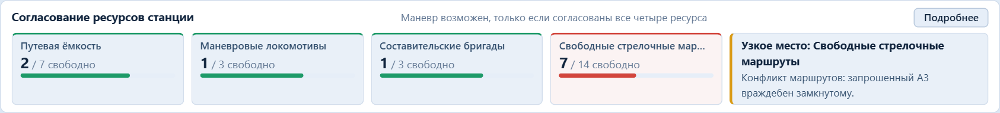 Согласование ресурсов станции
Маневр возможен, только если согласованы все четыре ресурса
Подробнее
Путевая ёмкость
2 / 7 свободно
Маневровые локомотивы
1 / 3 свободно
Составительские бригады
1 / 3 свободно
Свободные стрелочные мар...
7 / 14 свободно
Узкое место: Свободные стрелочные
маршруты
Конфликт маршрутов: запрошенный А3
враждебен замкнутому.